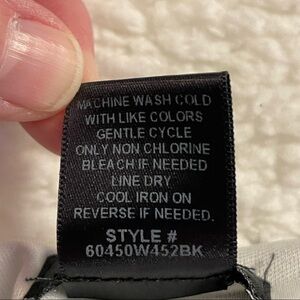 MACHINE WASH COLD
WITH LIKE COLORS
GENTLE CYCLE
ONLY NON CHLORINE
BLEACH IF NEEDED
LINE DRY
COOL IRON ON
REVERSE IF NEEDED.
STYLE #
60450W452BK